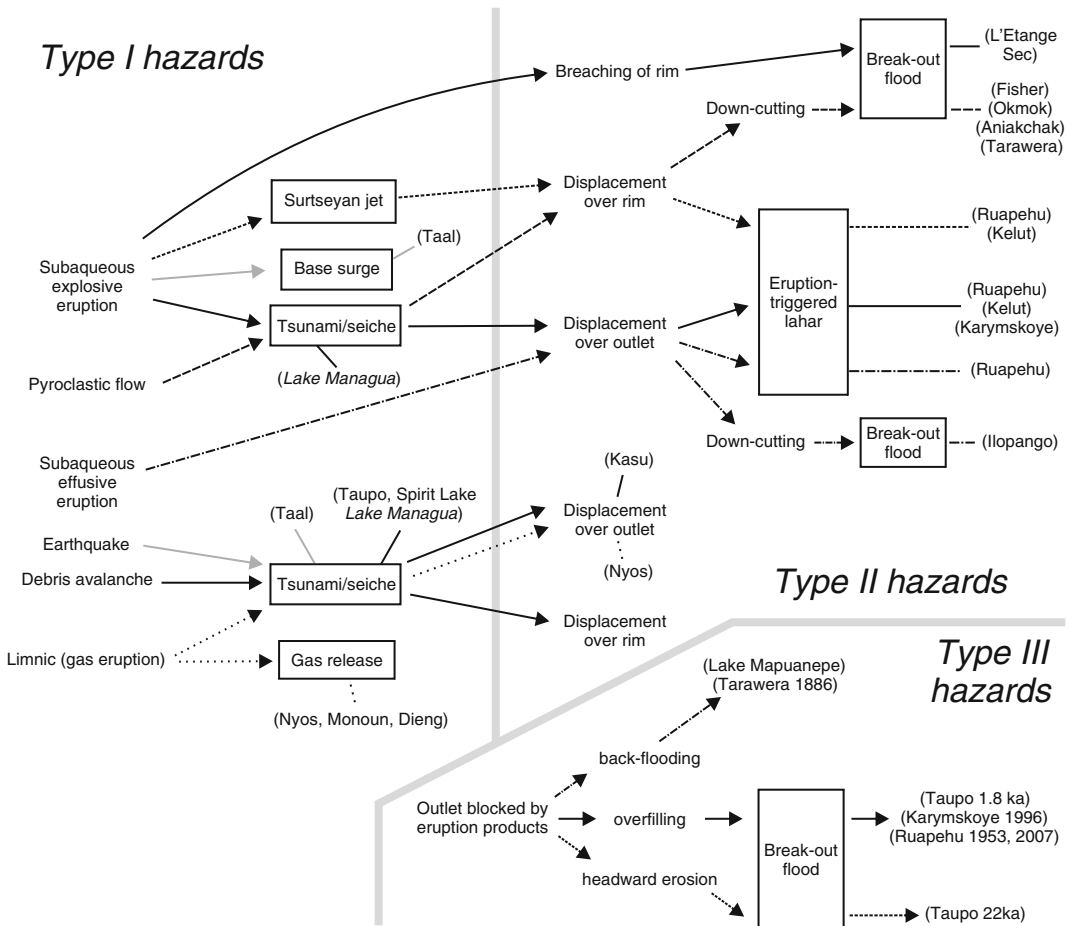 Type I hazards
Subaqueous
explosive
eruption
Pyroclastic flow
Subaqueous
effusive
eruption
Earthquake
Debris avalanche
Limnic (gas eruption)
Surtseyan jet
Base surge
(Taal)
Tsunami/seiche
(Lake Managua)
(Taal)
(Taupo, Spirit Lake
Lake Managua)
Tsunami/seiche
Gas release
(Nyos, Monoun, Dieng)
Breaching of rim
Displacement
over rim
Displacement
over outlet
(Kasu)
Displacement
over outlet
(Nyos)
Displacement
over rim
Down-cutting
Break-out
flood
(L'Etange
Sec)
(Fisher)
(Okmok)
(Aniakchak)
(Tarawera)
Eruption-
triggered
lahar
(Ruapehu)
(Kelut)
(Ruapehu)
(Kelut)
(Karymskoye)
(Ruapehu)
Down-cutting
Break-out
flood
(Ilopango)
Type II hazards
Type III
hazards
Outlet blocked by
eruption products
back-flooding
(Lake Mapuanepe)
(Tarawera 1886)
overfilling
headward erosion
Break-out
flood
(Taupo 1.8 ka)
(Karymskoye 1996)
(Ruapehu 1953, 2007)
(Taupo 22ka)